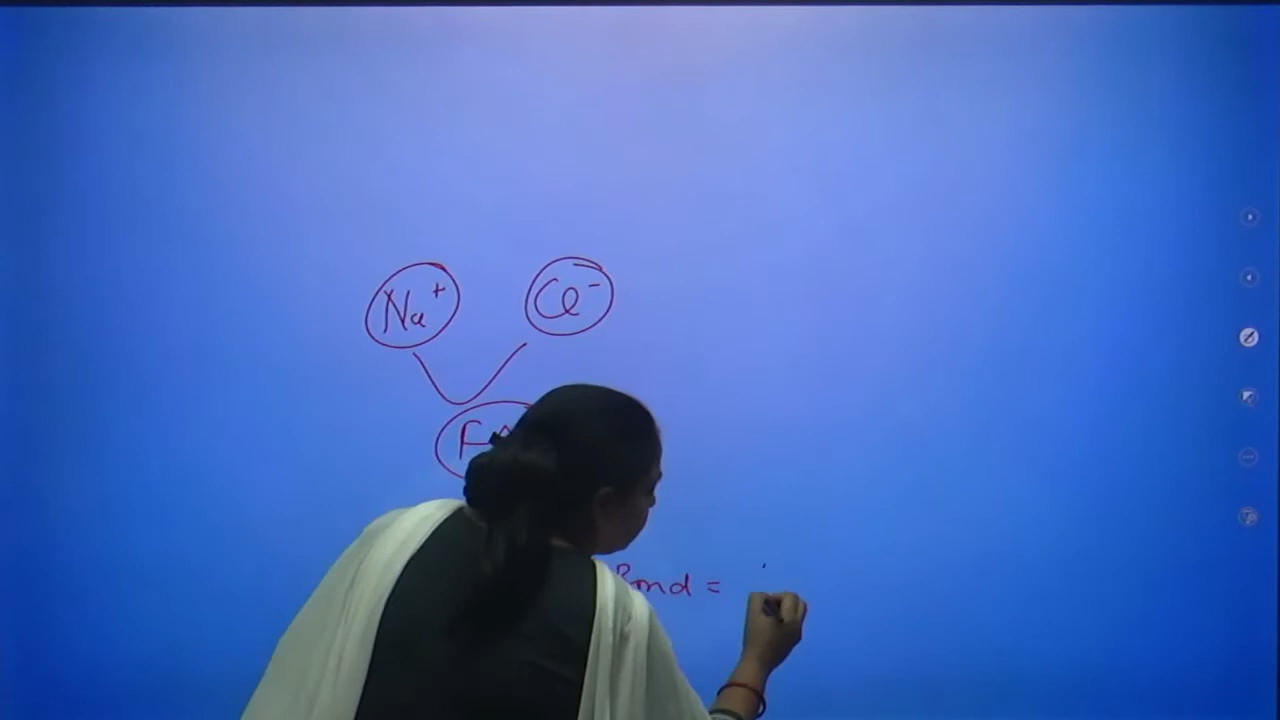 Na+ Cl-
Bond =